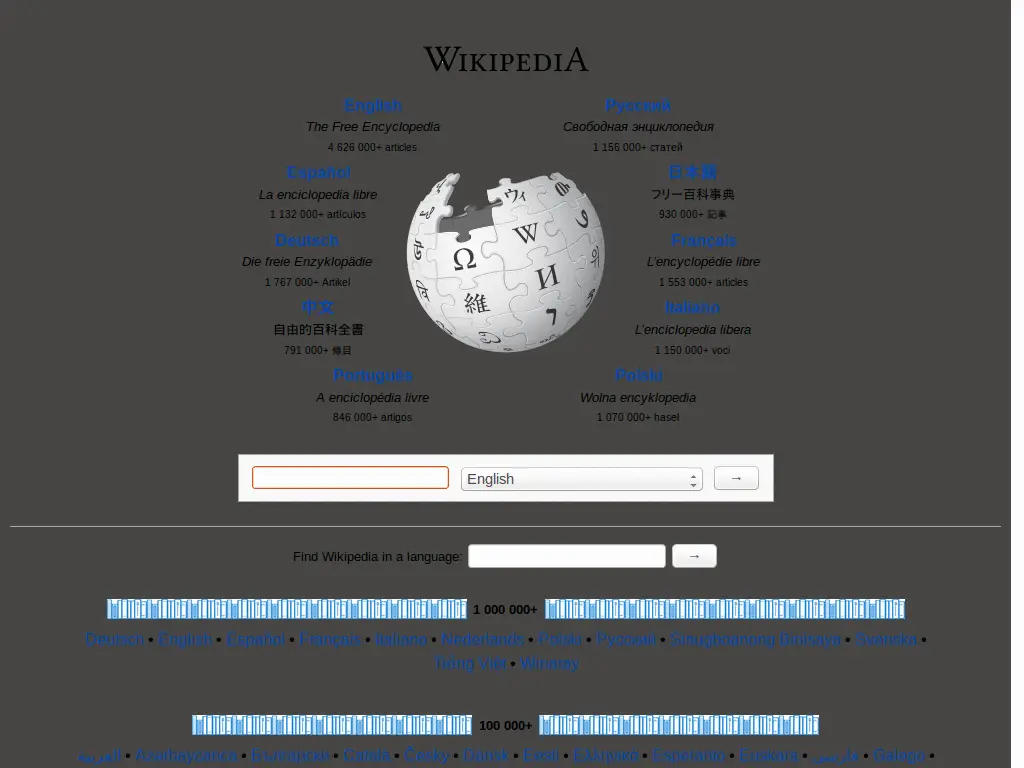 WIKIPEDIA
English
The Free Encyclopedia
4 626 000+ articles
Русский
Свободная энциклопедия
1 156 000+ статей
Español
La enciclopedia libre
1 132 000+ artículos
日本語
フリー百科事典
930 000+ 記事
Deutsch
Die freie Enzyklopädie
1 767 000+ Artikel
Français
L'encyclopédie libre
1 553 000+ articles
中文
自由的百科全書
791 000+ 條目
Italiano
L'enciclopedia libera
1 150 000+ voci
Português
A enciclopédia livre
846 000+ artigos
Polski
Wolna encyklopedia
1 070 000+ haseł
Ω W И 維 ウィ
English →
Find Wikipedia in a language: →
1 000 000+
Deutsch • English • Español • Français • Italiano • Nederlands • Polski • Русский • Sinugboanong Binisaya • Svenska •
Tiếng Việt • Winaray
100 000+
العربية • Azərbaycanca • Български • Català • Česky • Dansk • Eesti • Ελληνικά • Esperanto • Euskara • فارسی • Galego •